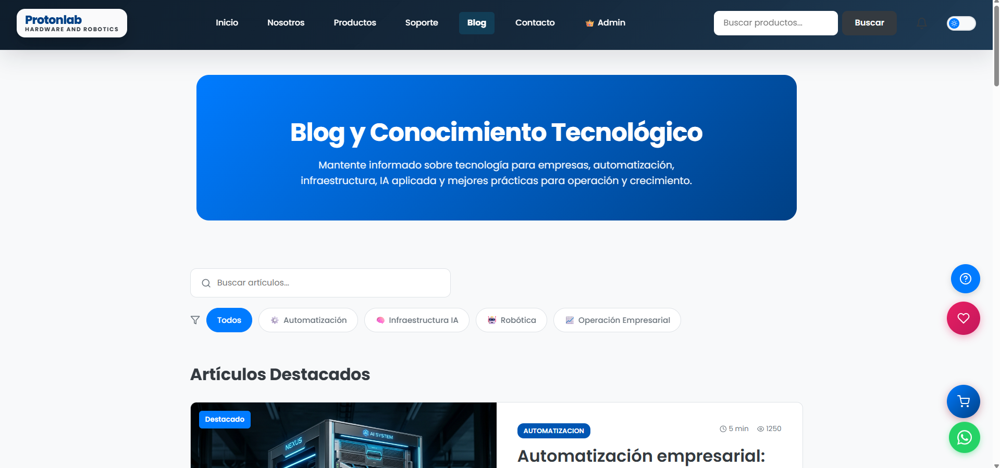 Protonlab
HARDWARE AND ROBOTICS
Inicio
Nosotros
Productos
Soporte
Blog
Contacto
Admin
Buscar productos...
Buscar
Blog y Conocimiento Tecnológico
Mantente informado sobre tecnología para empresas, automatización,
infraestructura, IA aplicada y mejores prácticas para operación y crecimiento.
Buscar artículos...
Todos
Automatización
Infraestructura IA
Robótica
Operación Empresarial
Artículos Destacados
Destacado
NEXUS
AI AI SYSTEM
AUTOMATIZACION
5 min
1250
Automatización empresarial: